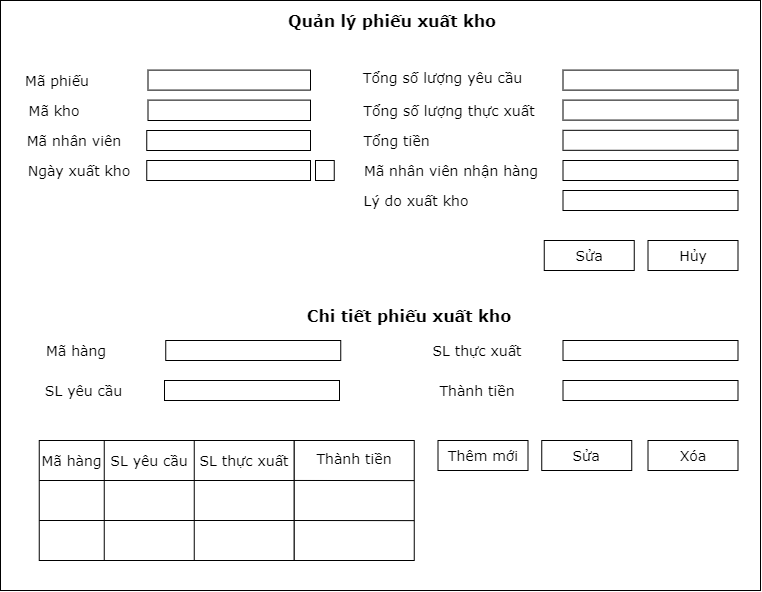 Quản lý phiếu xuất kho
Mã phiếu
Tổng số lượng yêu cầu
Mã kho
Tổng số lượng thực xuất
Mã nhân viên
Tổng tiền
Ngày xuất kho
Mã nhân viên nhận hàng
Lý do xuất kho
Sửa
Hủy
Chi tiết phiếu xuất kho
Mã hàng
SL thực xuất
SL yêu cầu
Thành tiền
Mã hàng SL yêu cầu SL thực xuất Thành tiền
Thêm mới
Sửa
Xóa